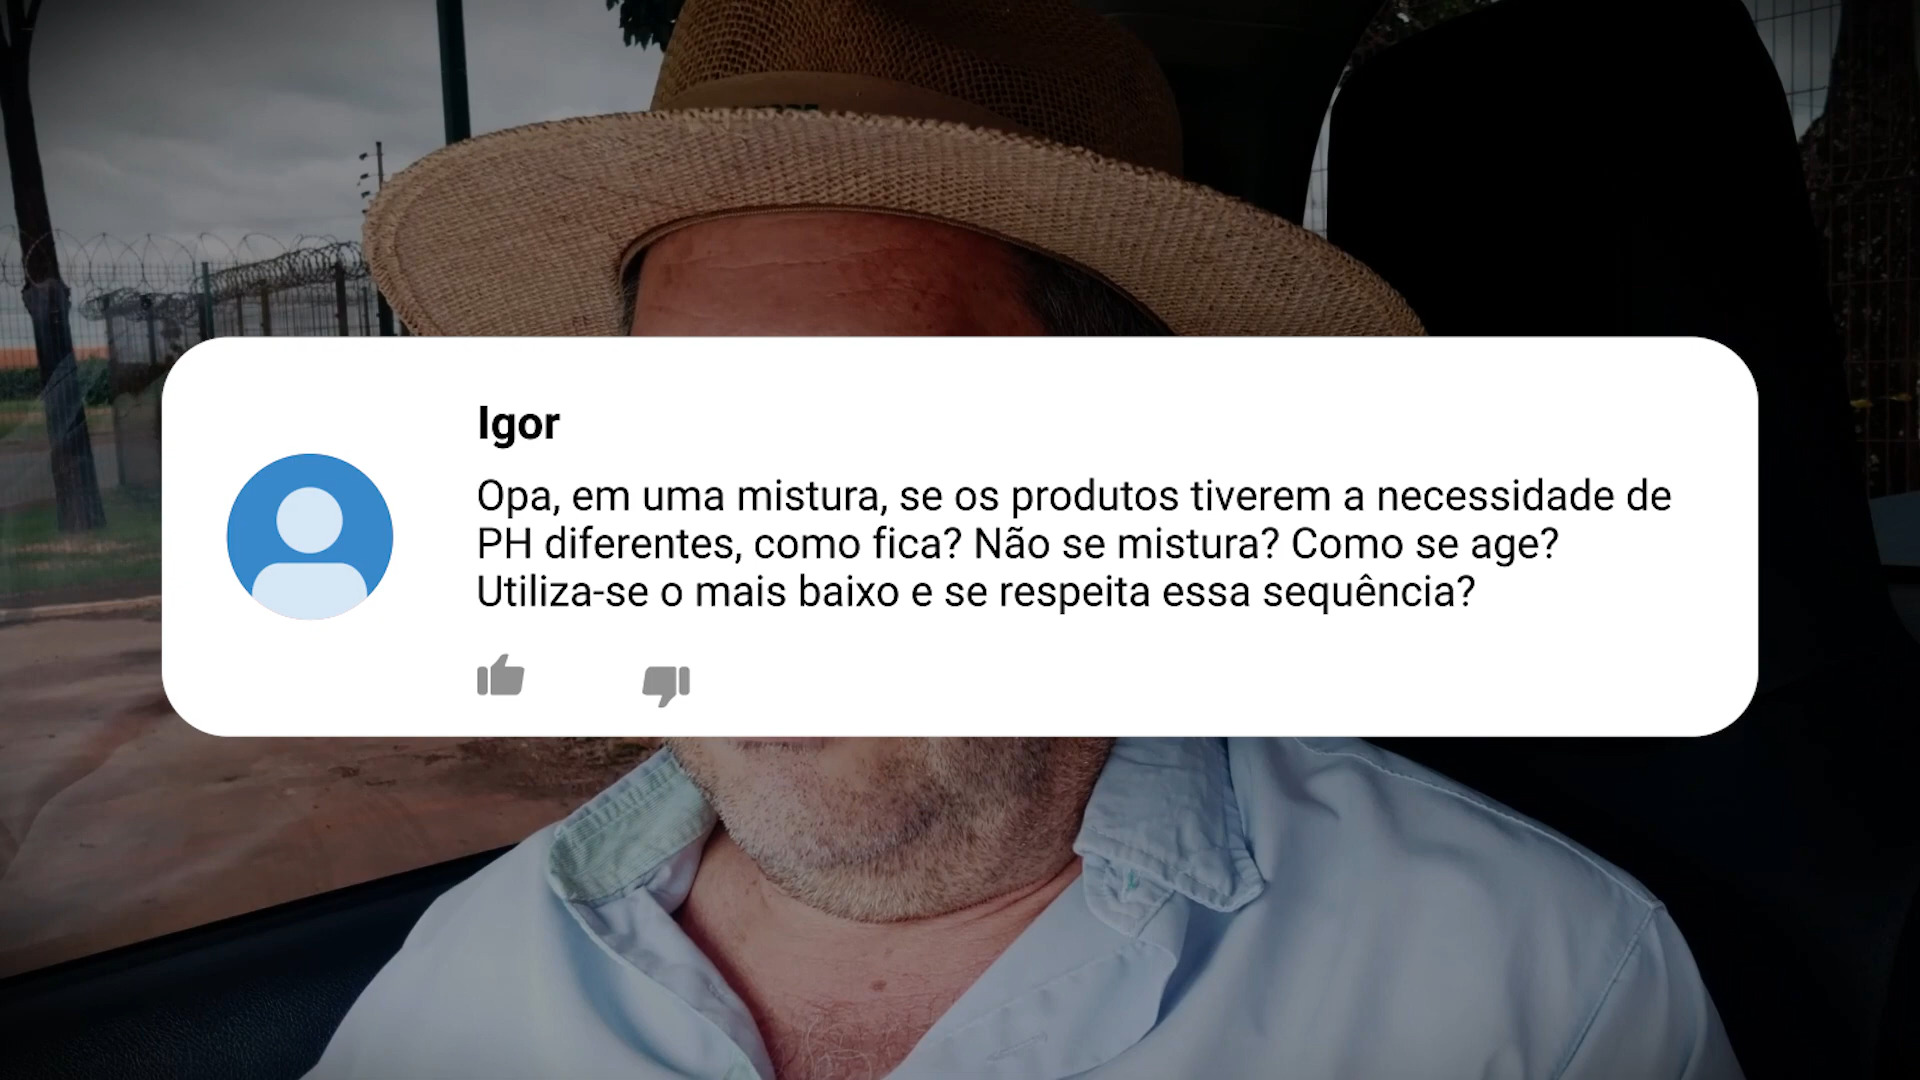 Igor
Opa, em uma mistura, se os produtos tiverem a necessidade de
PH diferentes, como fica? Não se mistura? Como se age?
Utiliza-se o mais baixo e se respeita essa sequência?